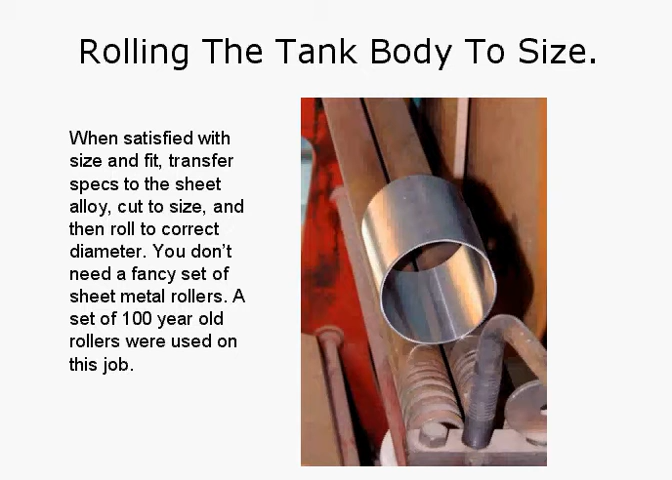 Rolling The Tank Body To Size.
When satisfied with
size and fit, transfer
specs to the sheet
alloy, cut to size, and
then roll to correct
diameter. You don't
need a fancy set of
sheet metal rollers. A
set of 100 year old
rollers were used on
this job.